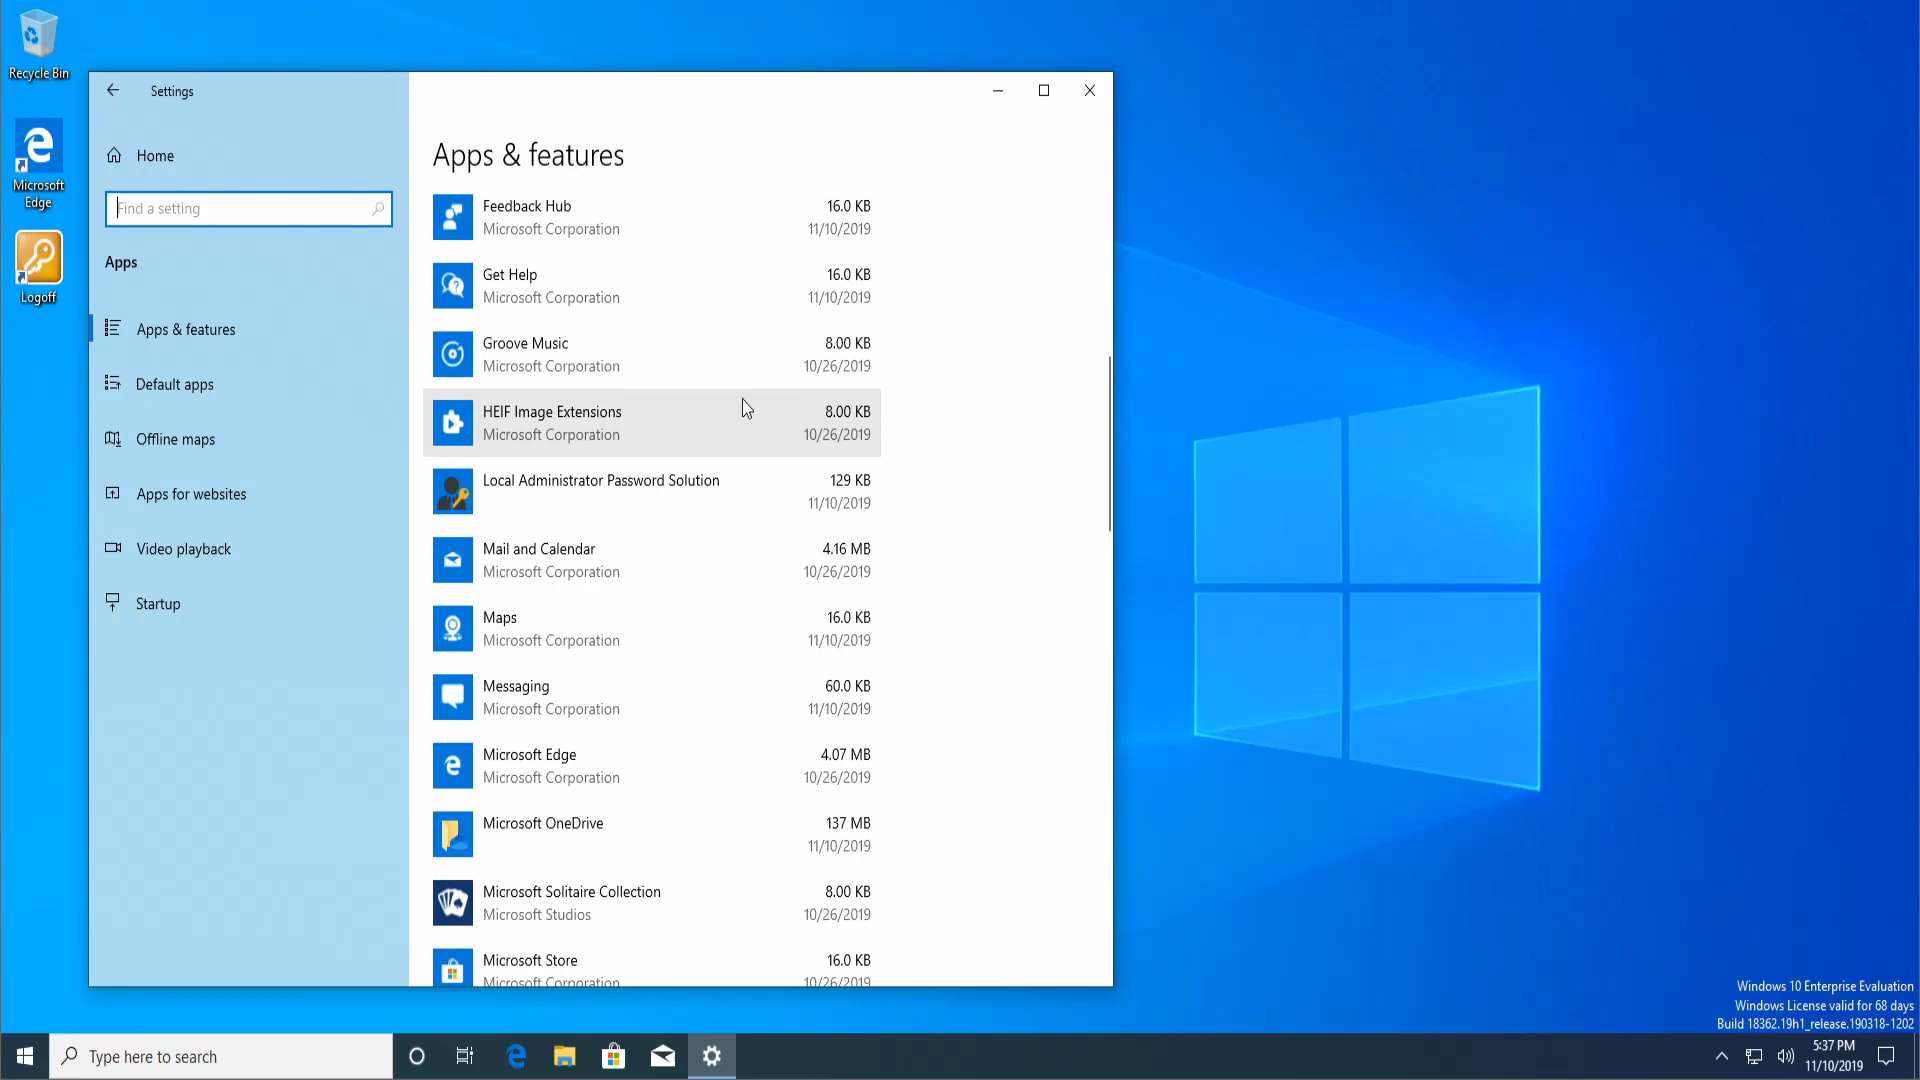 Recycle Bin
Microsoft
Edge
Logoff
Settings
Home
Find a setting
Apps
Apps & features
Default apps
Offline maps
Apps for websites
Video playback
Startup
Apps & features
Feedback Hub 16.0 KB
Microsoft Corporation 11/10/2019
Get Help 16.0 KB
Microsoft Corporation 11/10/2019
Groove Music 8.00 KB
Microsoft Corporation 10/26/2019
HEIF Image Extensions 8.00 KB
Microsoft Corporation 10/26/2019
Local Administrator Password Solution 129 KB
11/10/2019
Mail and Calendar 4.16 MB
Microsoft Corporation 10/26/2019
Maps 16.0 KB
Microsoft Corporation 11/10/2019
Messaging 60.0 KB
Microsoft Corporation 11/10/2019
Microsoft Edge 4.07 MB
Microsoft Corporation 10/26/2019
Microsoft OneDrive 137 MB
11/10/2019
Microsoft Solitaire Collection 8.00 KB
Microsoft Studios 10/26/2019
Microsoft Store 16.0 KB
Microsoft Corporation 10/26/2019
Windows 10 Enterprise Evaluation
Windows License valid for 68 days
Build 18362.19h1_release.190318-1202
Type here to search
5:37 PM
11/10/2019